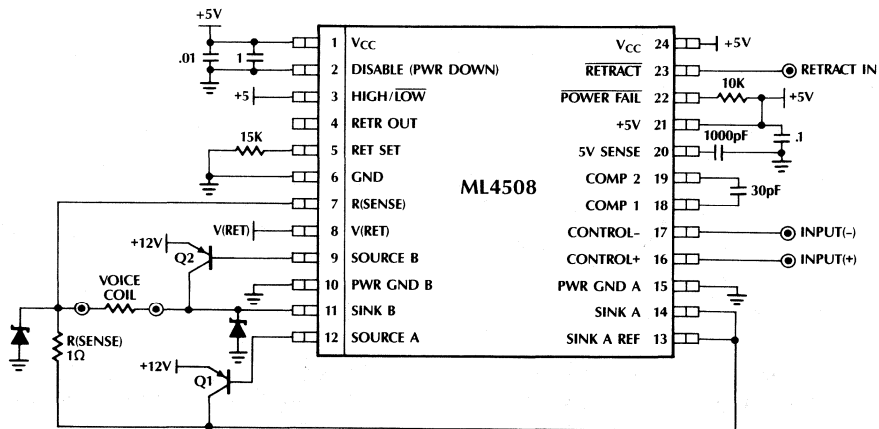 +5V
.01
1
+5
15K
V(RET)
+12V
Q2
VOICE
COIL
R(SENSE)
1Ω
+12V
Q1
1 VCC
2 DISABLE (PWR DOWN)
3 HIGH/LOW
4 RETR OUT
5 RET SET
6 GND
7 R(SENSE)
8 V(RET)
9 SOURCE B
10 PWR GND B
11 SINK B
12 SOURCE A
ML4508
VCC 24
RETRACT 23
POWER FAIL 22
+5V 21
5V SENSE 20
COMP 2 19
COMP 1 18
CONTROL- 17
CONTROL+ 16
PWR GND A 15
SINK A 14
SINK A REF 13
+5V
RETRACT IN
10K
+5V
1000pF
.1
30pF
INPUT(-)
INPUT(+)